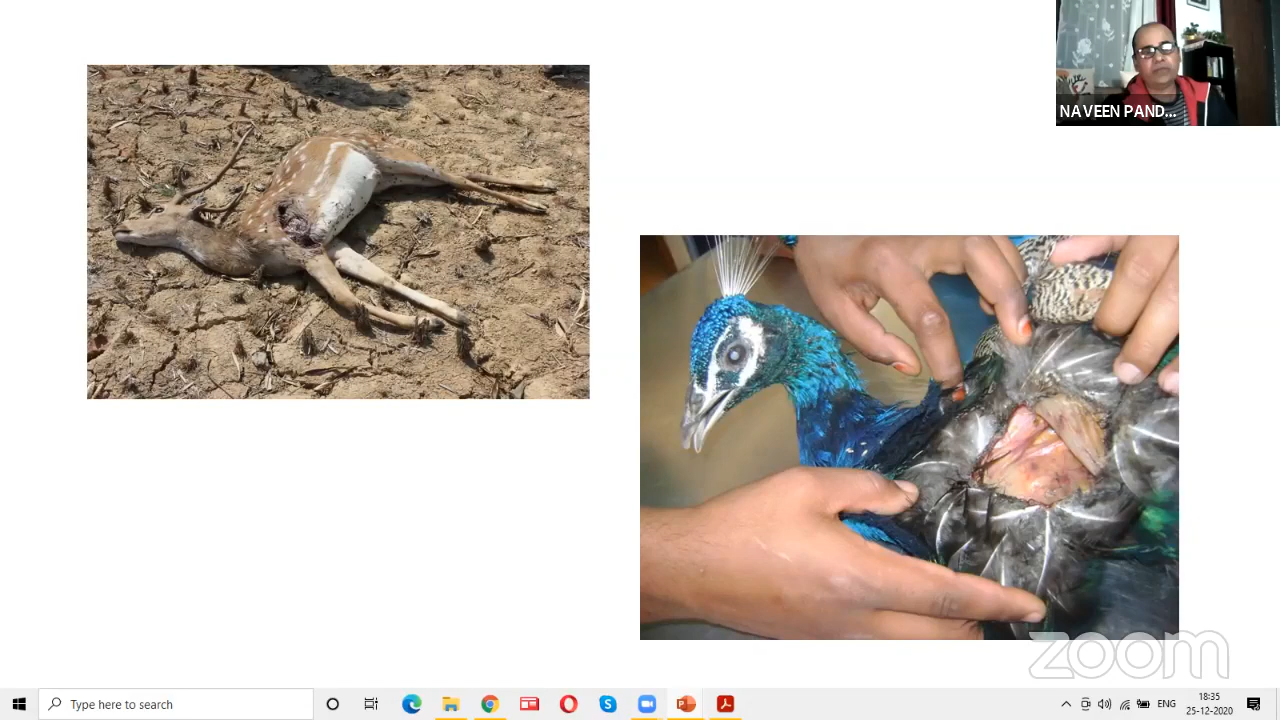 NAVEEN PAND...
zoom
Type here to search
ENG
18:35
25-12-2020